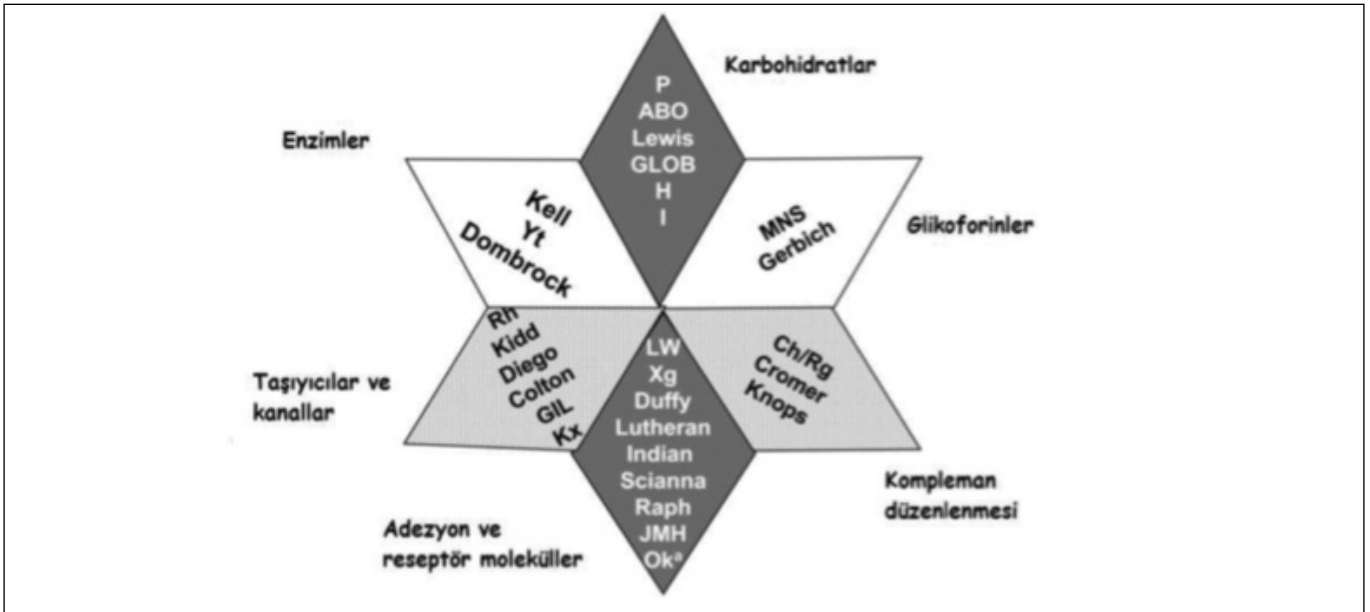 Karbohidratlar
P
ABO
Lewis
GLOB
H
I
Enzimler
Kell
Yt
Dombrock
MNS
Gerbich
Glikoforinler
Taşıyıcılar ve
kanallar
Rh
Kidd
Diego
Colton
GIL
Kx
LW
Xg
Duffy
Lutheran
Indian
Scianna
Raph
JMH
Okª
Ch/Rg
Cromer
Knops
Kompleman
düzenlenmesi
Adezyon ve
reseptör moleküller